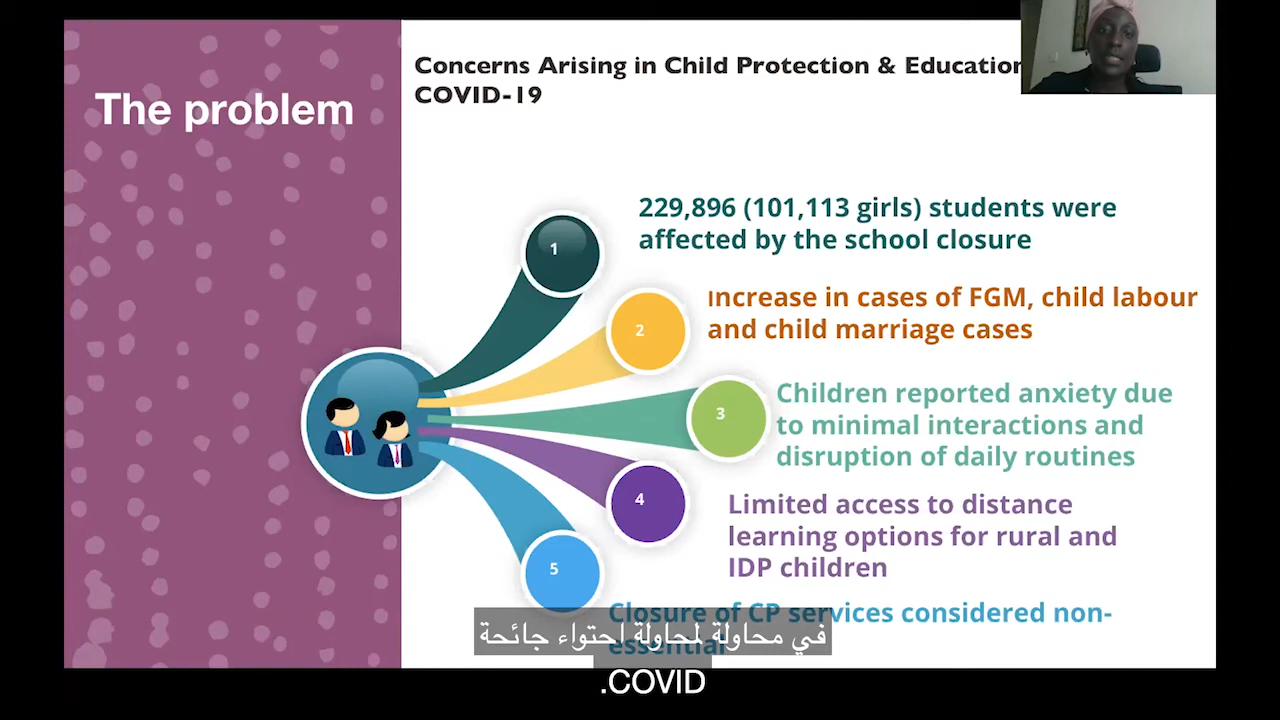 The problem
Concerns Arising in Child Protection & Education
COVID-19
1
229,896 (101,113 girls) students were
affected by the school closure
2
Increase in cases of FGM, child labour
and child marriage cases
3
Children reported anxiety due
to minimal interactions and
disruption of daily routines
4
Limited access to distance
learning options for rural and
IDP children
5
Closure of CP services considered non-
essential
في محاولة لمحاولة احتواء جائحة
COVID.